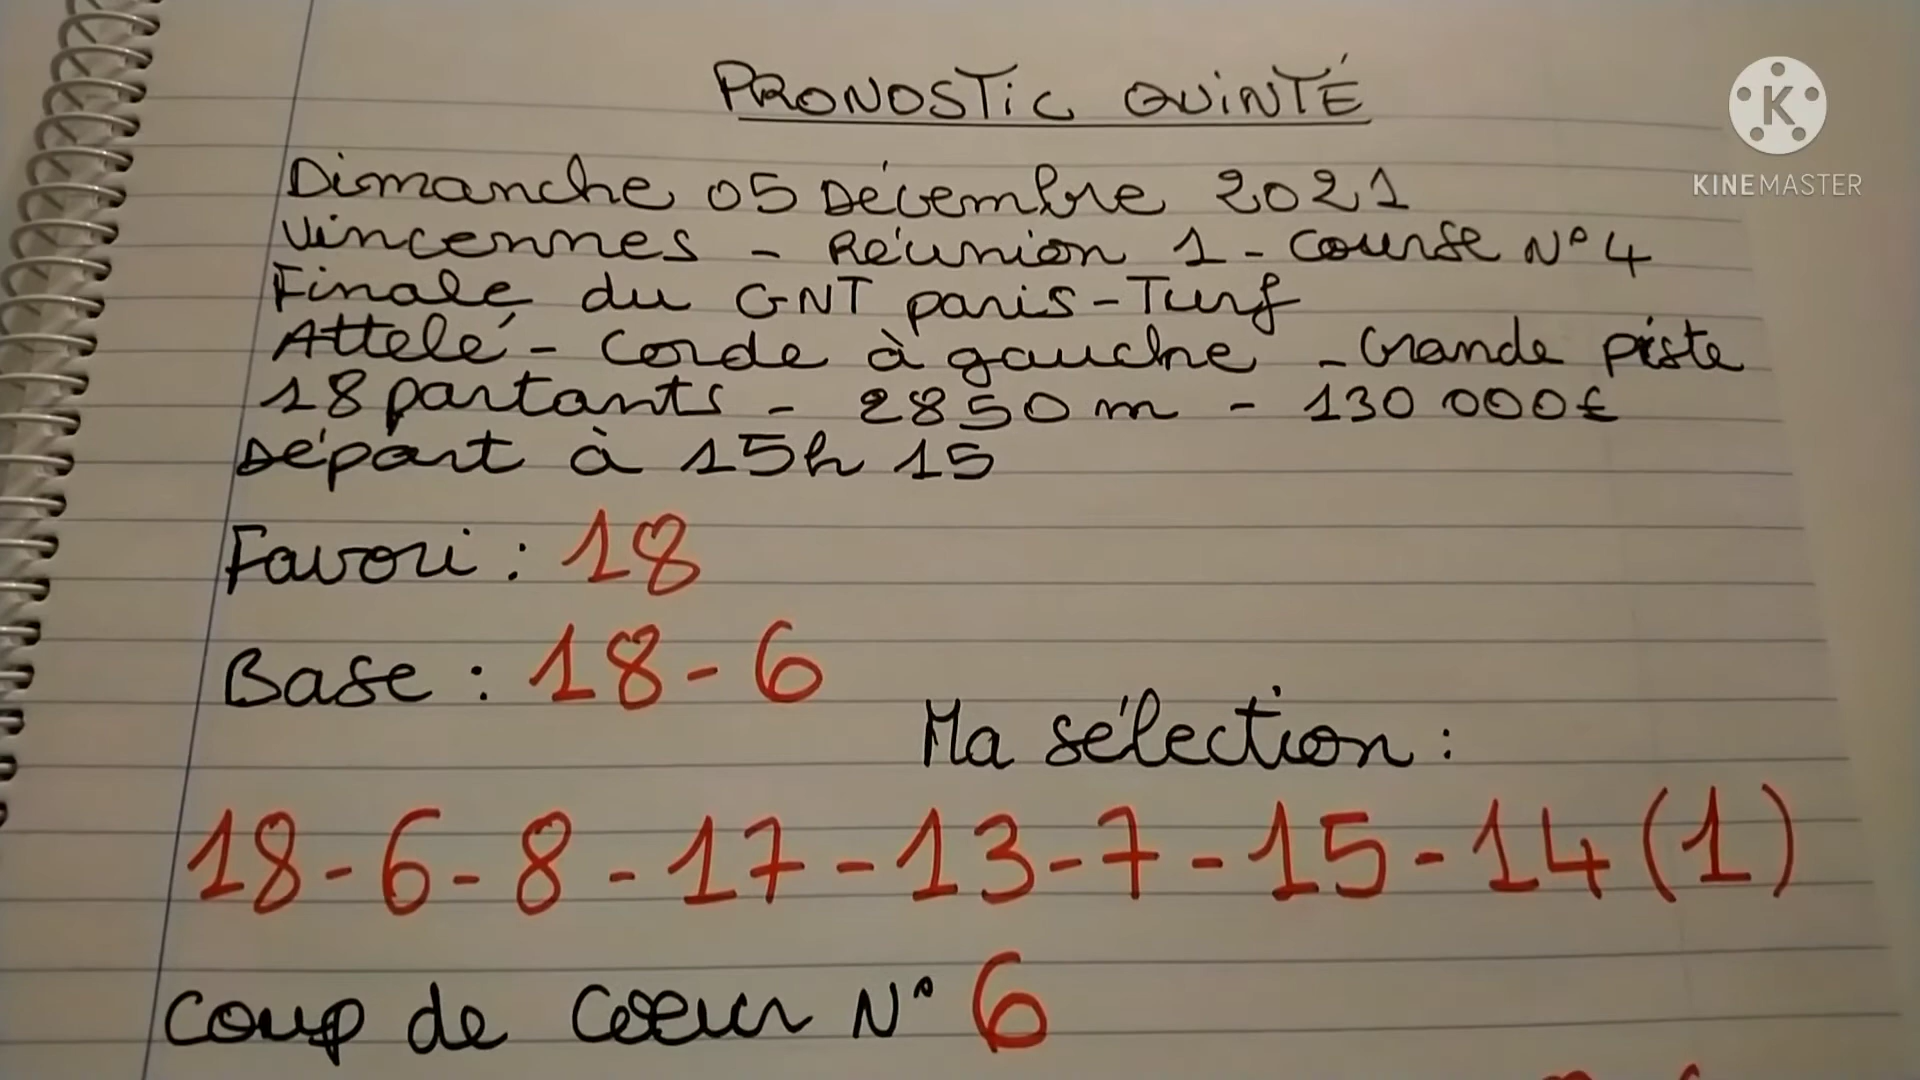 PRONOSTIC QUINTÉ
K
KINEMASTER
Dimanche 05 Décembre 2021
Vincennes - Réunion 1 - Course N° 4
Finale du GNT Paris-Turf
Attelé - Corde à gauche - Grande piste
18 partants - 2850 m - 130 000€
Départ à 15h 15
Favori : 18
Base : 18 - 6
Ma sélection :
18 - 6 - 8 - 17 - 13 - 7 - 15 - 14 (1)
Coup de Coeur N° 6